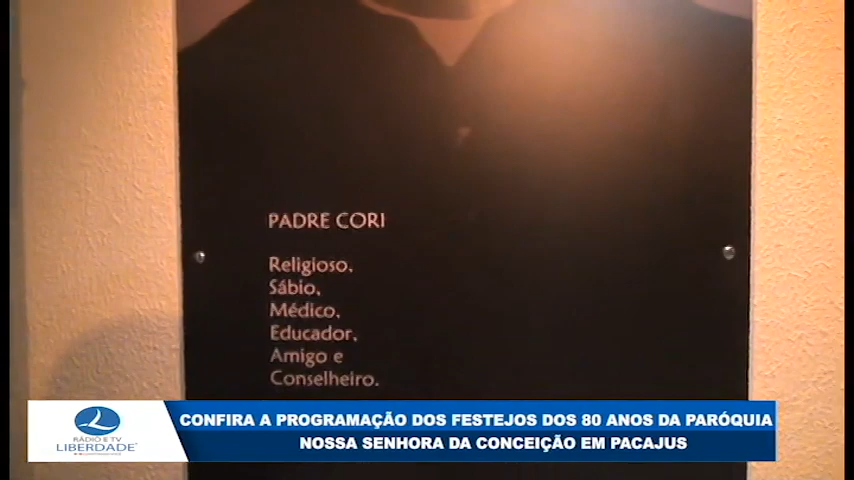 PADRE CORI
Religioso,
Sábio,
Médico,
Educador,
Amigo e
Conselheiro.
RÁDIO E TV
LIBERDADE
CONFIRA A PROGRAMAÇÃO DOS FESTEJOS DOS 80 ANOS DA PARÓQUIA
NOSSA SENHORA DA CONCEIÇÃO EM PACAJUS